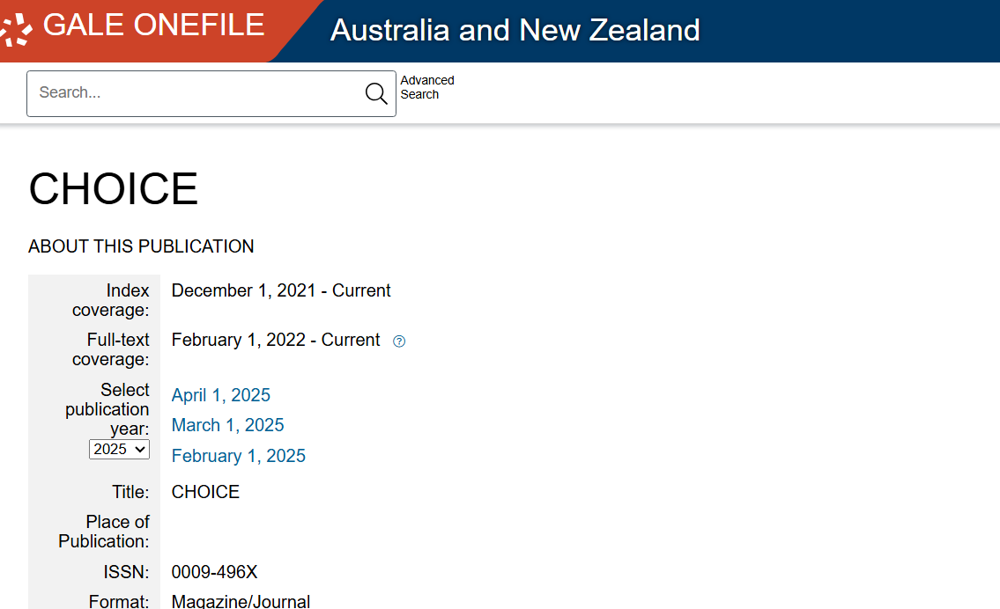 GALE ONEFILE
Australia and New Zealand
Search...
Advanced
Search
CHOICE
ABOUT THIS PUBLICATION
Index
coverage:
December 1, 2021 - Current
Full-text
coverage:
February 1, 2022 - Current ?
Select
publication
year:
2025
April 1, 2025
March 1, 2025
February 1, 2025
Title:
CHOICE
Place of
Publication:
ISSN:
0009-496X
Format:
Magazine/Journal